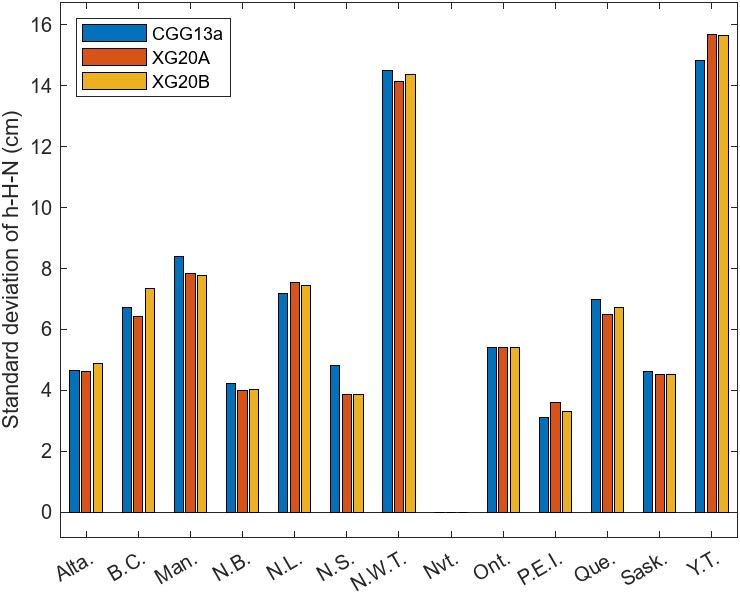 CGG13a
XG20A
XG20B
Standard deviation of h-H-N (cm)
16
14
12
10
8
6
4
2
0
Alta. B.C. Man. N.B. N.L. N.S. N.W.T. Nvt. Ont. P.E.I. Que. Sask. Y.T.